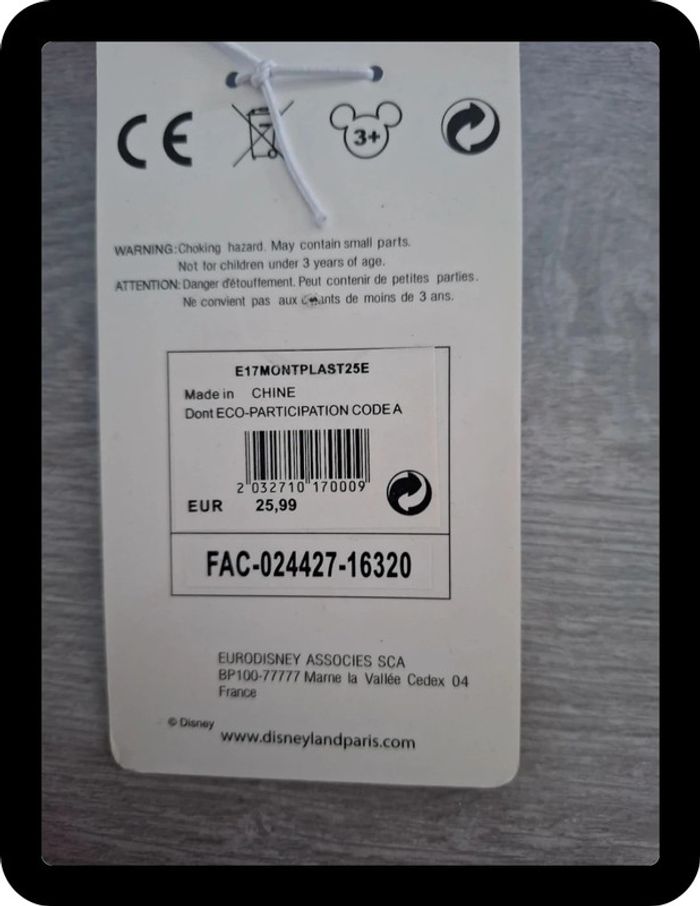 CE
3+
WARNING: Choking hazard. May contain small parts.
Not for children under 3 years of age.
ATTENTION: Danger d'étouffement. Peut contenir de petites parties.
Ne convient pas aux de moins de 3 ans.
E17MONTPLAST25E
Made in CHINE
Dont ECO-PARTICIPATION CODE A
2 032710 170009
EUR 25,99
FAC-024427-16320
EURODISNEY ASSOCIES SCA
BP100-77777 Marne la Vallée Cedex 04
France
© Disney
www.disneylandparis.com